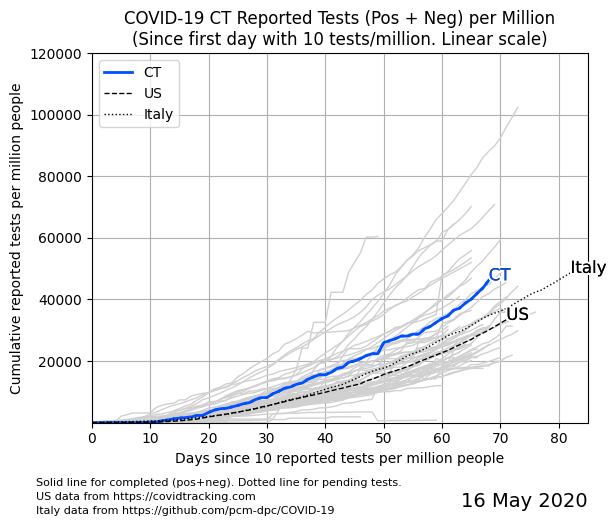 COVID-19 CT Reported Tests (Pos + Neg) per Million
(Since first day with 10 tests/million. Linear scale)
Cumulative reported tests per million people
120000
100000
80000
60000
40000
20000
CT
US
Italy
CT
Italy
US
0 10 20 30 40 50 60 70 80
Days since 10 reported tests per million people
Solid line for completed (pos+neg). Dotted line for pending tests.
US data from https://covidtracking.com
Italy data from https://github.com/pcm-dpc/COVID-19
16 May 2020